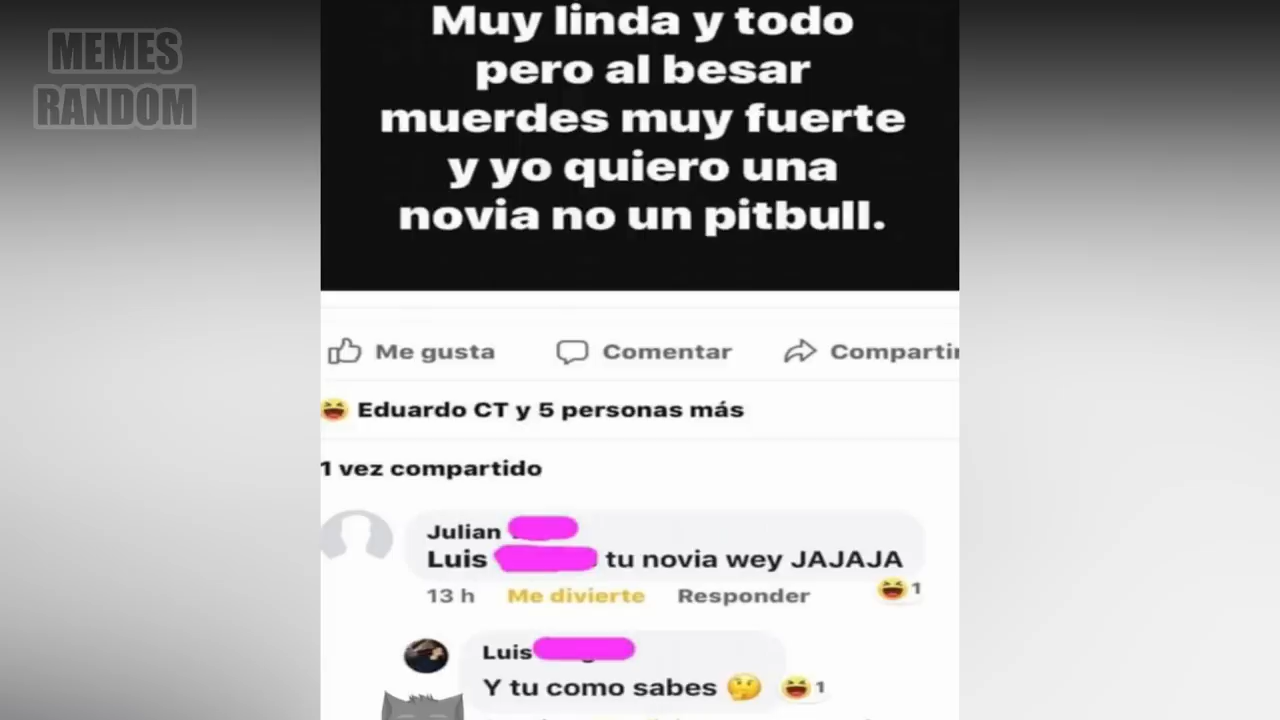 MEMES
RANDOM
Muy linda y todo
pero al besar
muerdes muy fuerte
y yo quiero una
novia no un pitbull.
Me gusta Comentar Compartir
Eduardo CT y 5 personas más
1 vez compartido
Julian
Luis tu novia wey JAJAJA
13 h Me divierte Responder 1
Luis
Y tu como sabes 🤔 1